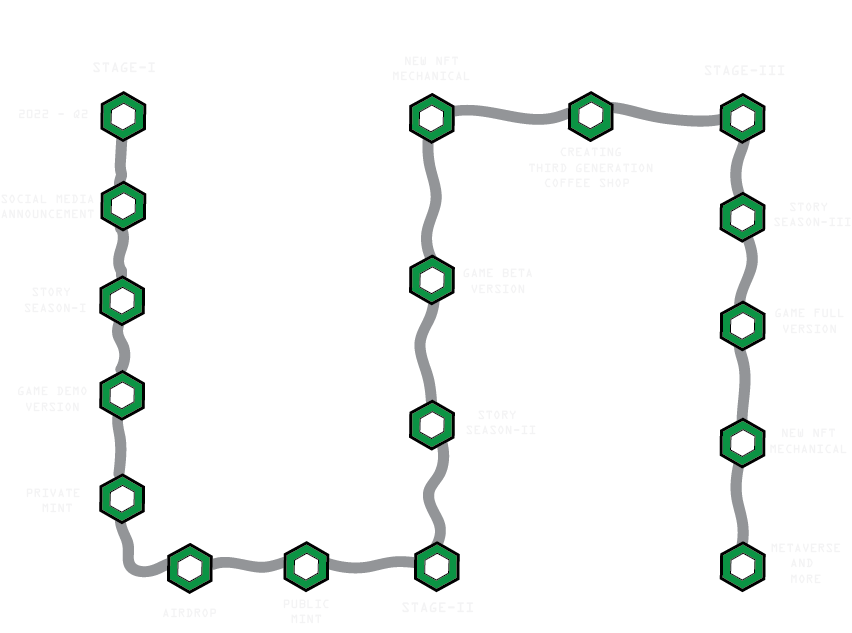 STAGE-I
2022 - Q2
SOCIAL MEDIA
ANNOUNCEMENT
STORY
SEASON-I
GAME DEMO
VERSION
PRIVATE
MINT
AIRDROP
PUBLIC
MINT
STAGE-II
STORY
SEASON-II
GAME BETA
VERSION
NEW NFT
MECHANICAL
CREATING
THIRD GENERATION
COFFEE SHOP
STAGE-III
STORY
SEASON-III
GAME FULL
VERSION
NEW NFT
MECHANICAL
METAVERSE
AND
MORE